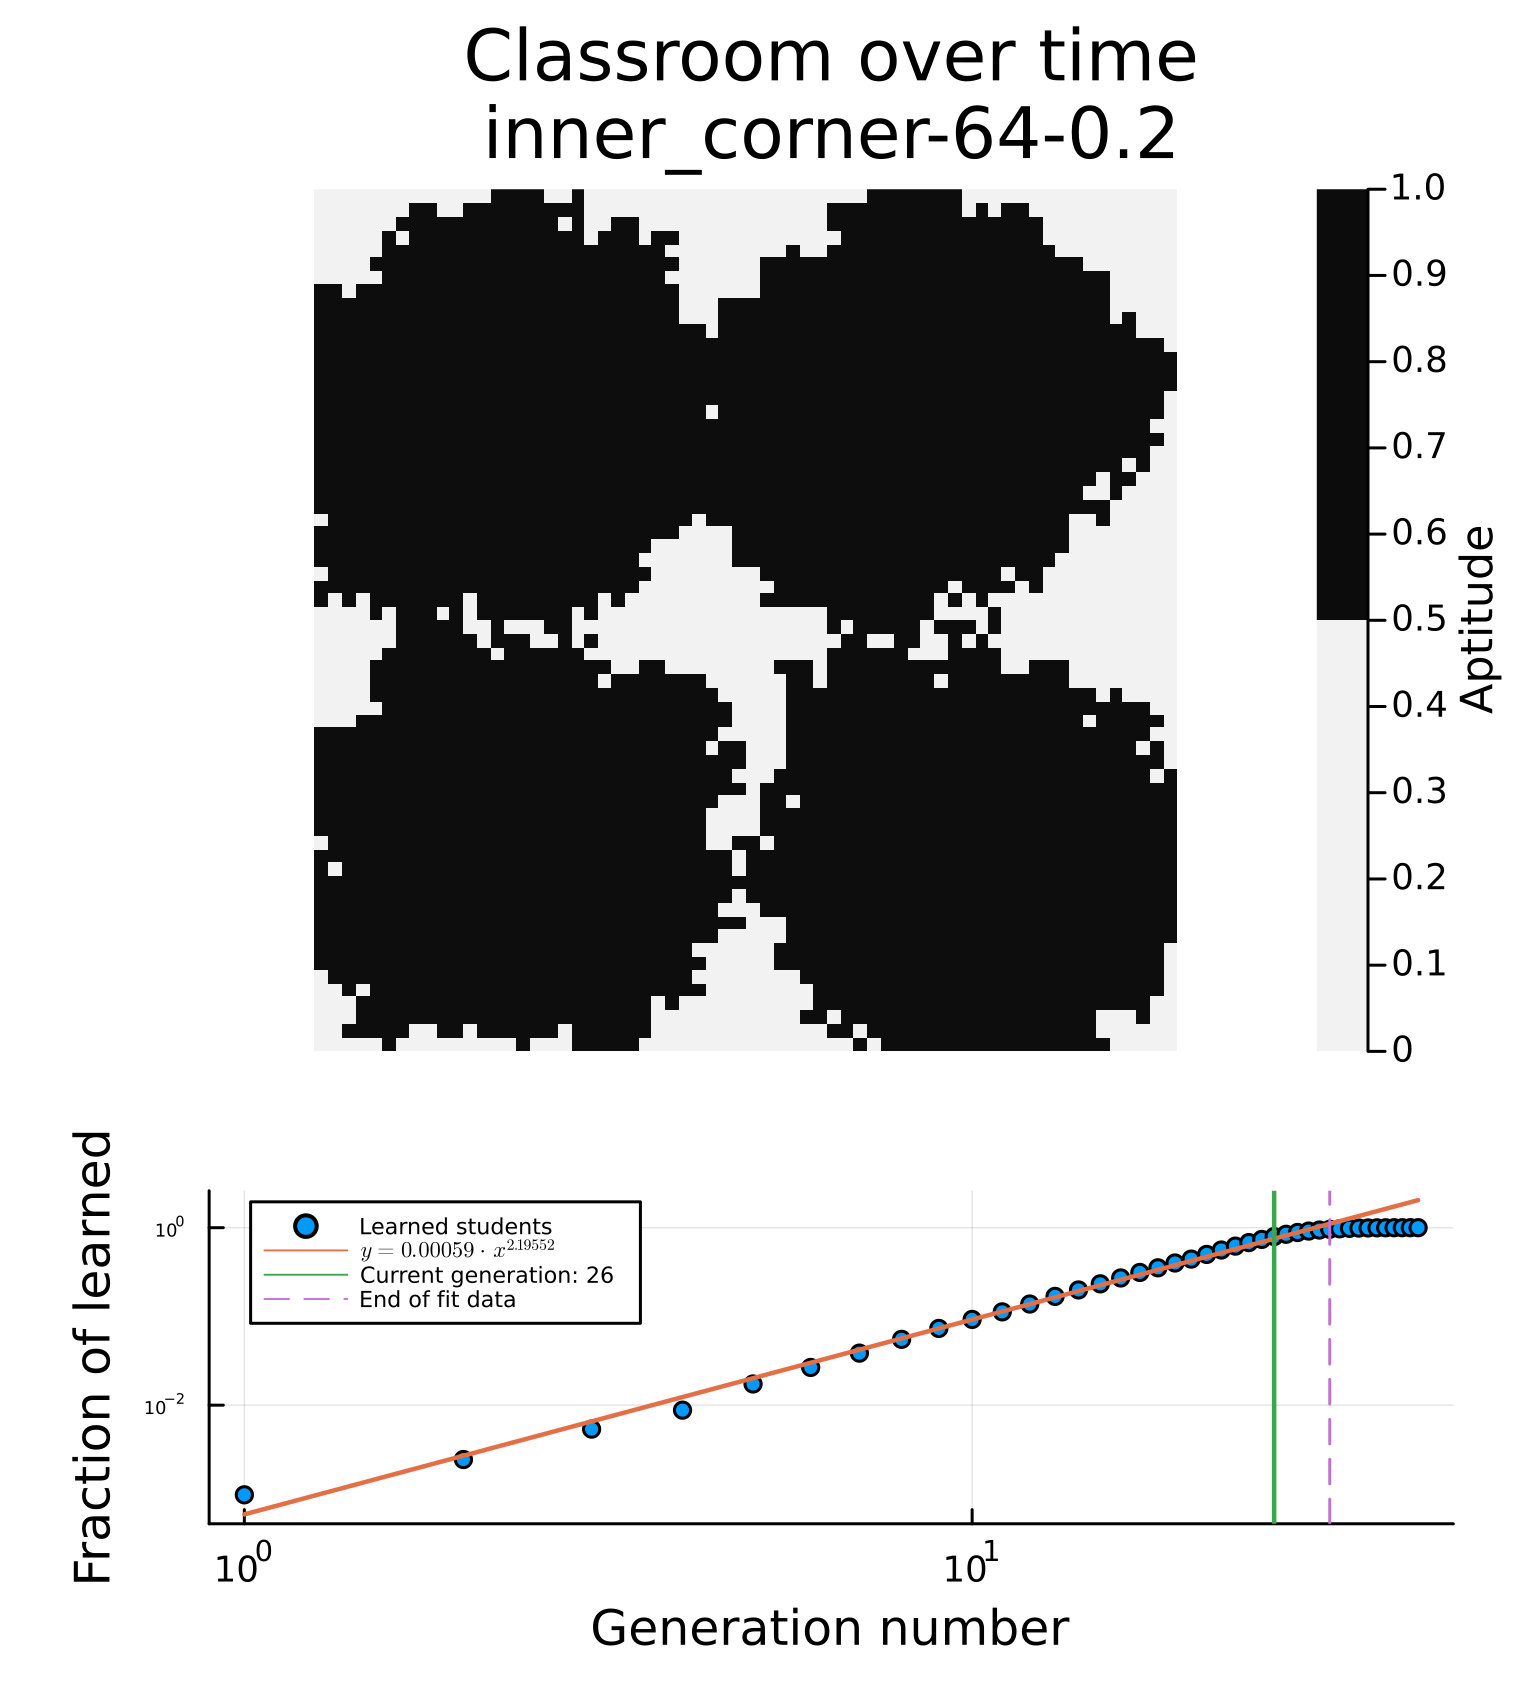 Classroom over time
inner_corner-64-0.2
1.0
0.9
0.8
0.7
0.6
0.5
0.4
0.3
0.2
0.1
0
Aptitude
Fraction of learned
10^0
10^-2
Learned students
y = 0.00059 · x^2.19552
Current generation: 26
End of fit data
10^0
10^1
Generation number